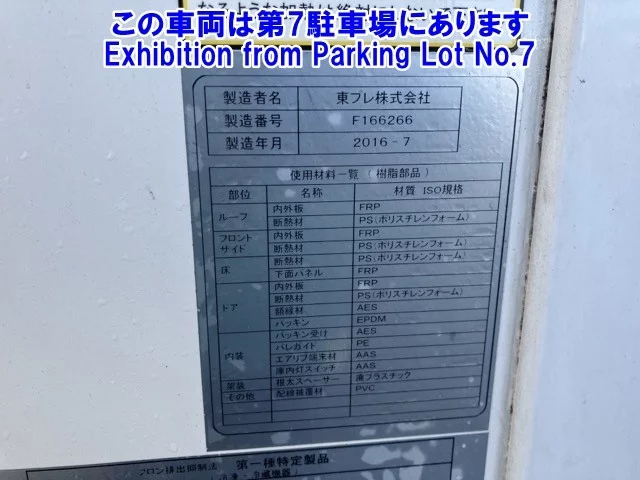 この車両は第7駐車場にあります
Exhibition from Parking Lot No.7
製造者名 東プレ株式会社
製造番号 F166266
製造年月 2016-7
使用材料一覧（樹脂部品）
部位 名称 材質 ISO規格
ルーフ 内外板 FRP
断熱材 PS(ポリスチレンフォーム)
フロント サイド 内外板 FRP
断熱材 PS(ポリスチレンフォーム)
床 断熱材 PS(ポリスチレンフォーム)
下面パネル FRP
ドア 内外板 FRP
断熱材 PS(ポリスチレンフォーム)
額縁材 AES
パッキン EPDM
内装 パッキン受け AES
パレガイド PE
エアリブ端末材 AAS
庫内灯スイッチ AAS
架装 根太スペーサー 廃プラスチック
その他 配線被覆材 PVC
フロン排出抑制法 第一種特定製品